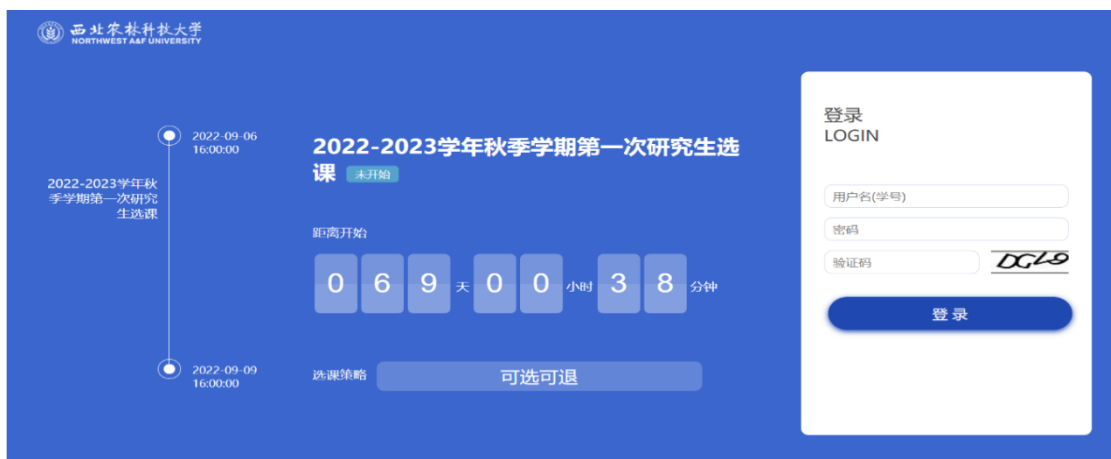 西北农林科技大学
NORTHWEST A&F UNIVERSITY
2022-09-06
16:00:00
2022-2023学年秋
季学期第一次研究
生选课
2022-09-09
16:00:00
2022-2023学年秋季学期第一次研究生选
课 未开始
距离开始
0 6 9 天 0 0 小时 3 8 分钟
选课策略 可选可退
登录
LOGIN
用户名(学号)
密码
验证码 DGL9
登 录